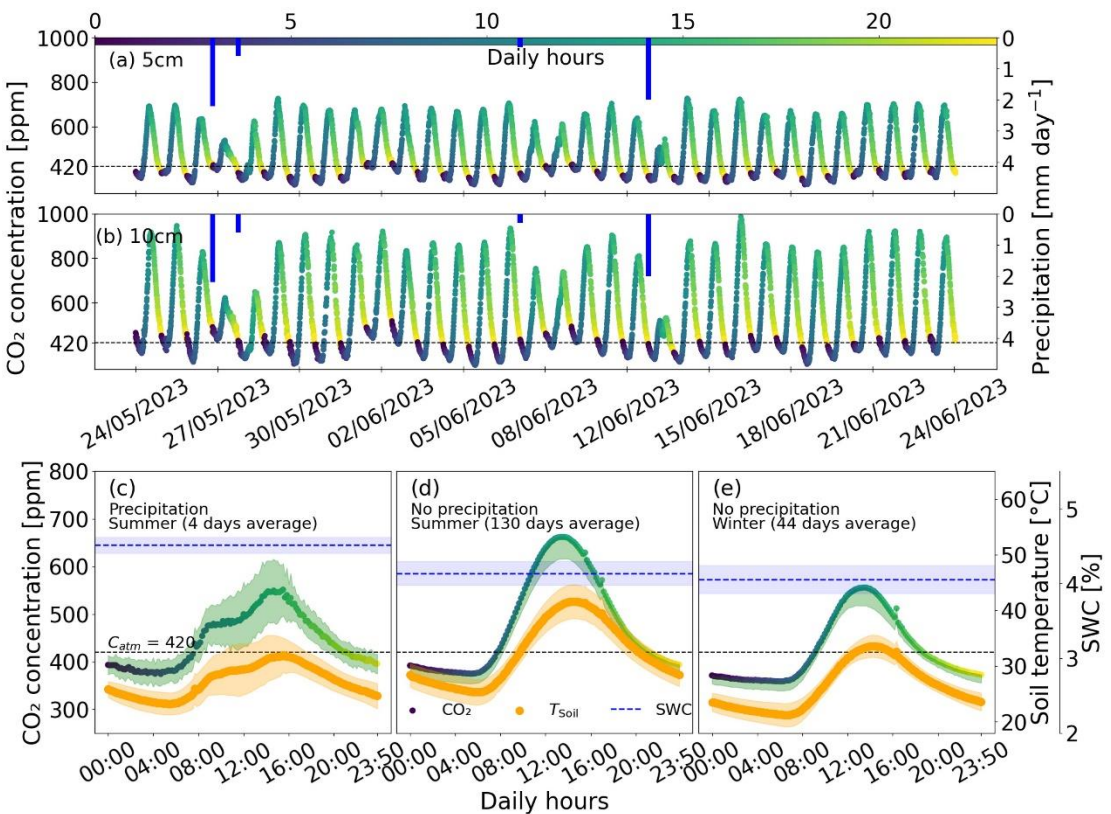 0 5 10 15 20
Daily hours
(a) 5cm
1000
800
600
420
0
1
2
3
4
CO₂ concentration [ppm]
Precipitation [mm day⁻¹]
(b) 10cm
1000
800
600
420
0
1
2
3
4
24/05/2023 27/05/2023 30/05/2023 02/06/2023 05/06/2023 08/06/2023 12/06/2023 15/06/2023 18/06/2023 21/06/2023 24/06/2023
CO₂ concentration [ppm]
800
700
600
500
400
300
(c)
Precipitation
Summer (4 days average)
C_atm = 420
(d)
No precipitation
Summer (130 days average)
CO₂ T_Soil SWC
(e)
No precipitation
Winter (44 days average)
60
50
40
30
20
Soil temperature [°C]
5
4
3
2
SWC [%]
00:00 04:00 08:00 12:00 16:00 20:00 23:50
00:00 04:00 08:00 12:00 16:00 20:00 23:50
00:00 04:00 08:00 12:00 16:00 20:00 23:50
Daily hours